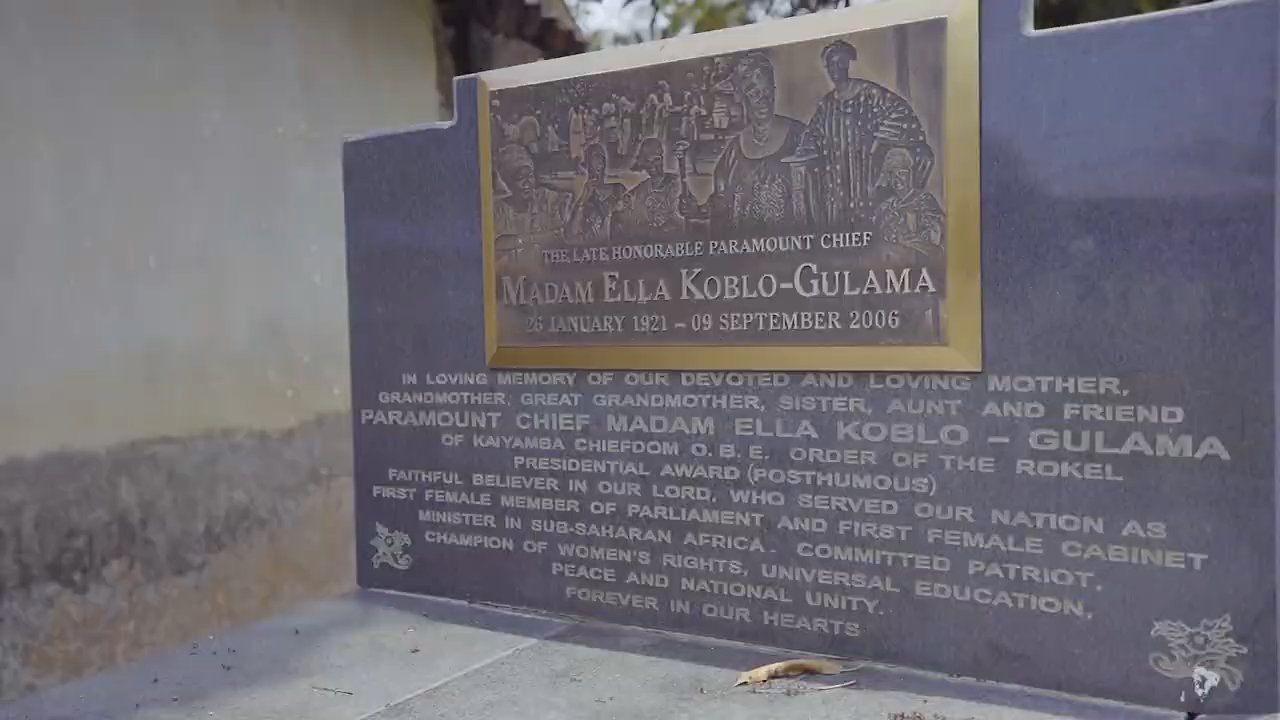 THE LATE HONORABLE PARAMOUNT CHIEF
MADAM ELLA KOBLO-GULAMA
26 JANUARY 1921 – 09 SEPTEMBER 2006
IN LOVING MEMORY OF OUR DEVOTED AND LOVING MOTHER,
GRANDMOTHER, GREAT GRANDMOTHER, SISTER, AUNT AND FRIEND
PARAMOUNT CHIEF MADAM ELLA KOBLO – GULAMA
OF KAIYAMBA CHIEFDOM O.B.E. ORDER OF THE ROKEL
PRESIDENTIAL AWARD (POSTHUMOUS)
FAITHFUL BELIEVER IN OUR LORD, WHO SERVED OUR NATION AS
FIRST FEMALE MEMBER OF PARLIAMENT AND FIRST FEMALE CABINET
MINISTER IN SUB-SAHARAN AFRICA. COMMITTED PATRIOT.
CHAMPION OF WOMEN'S RIGHTS, UNIVERSAL EDUCATION,
PEACE AND NATIONAL UNITY.
FOREVER IN OUR HEARTS